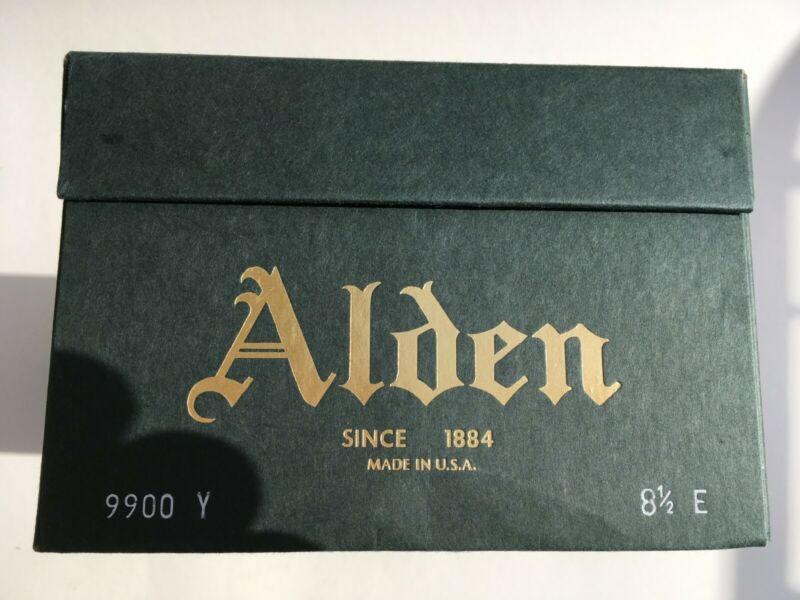 Alden
SINCE 1884
MADE IN U.S.A.
9900 Y 8½ E